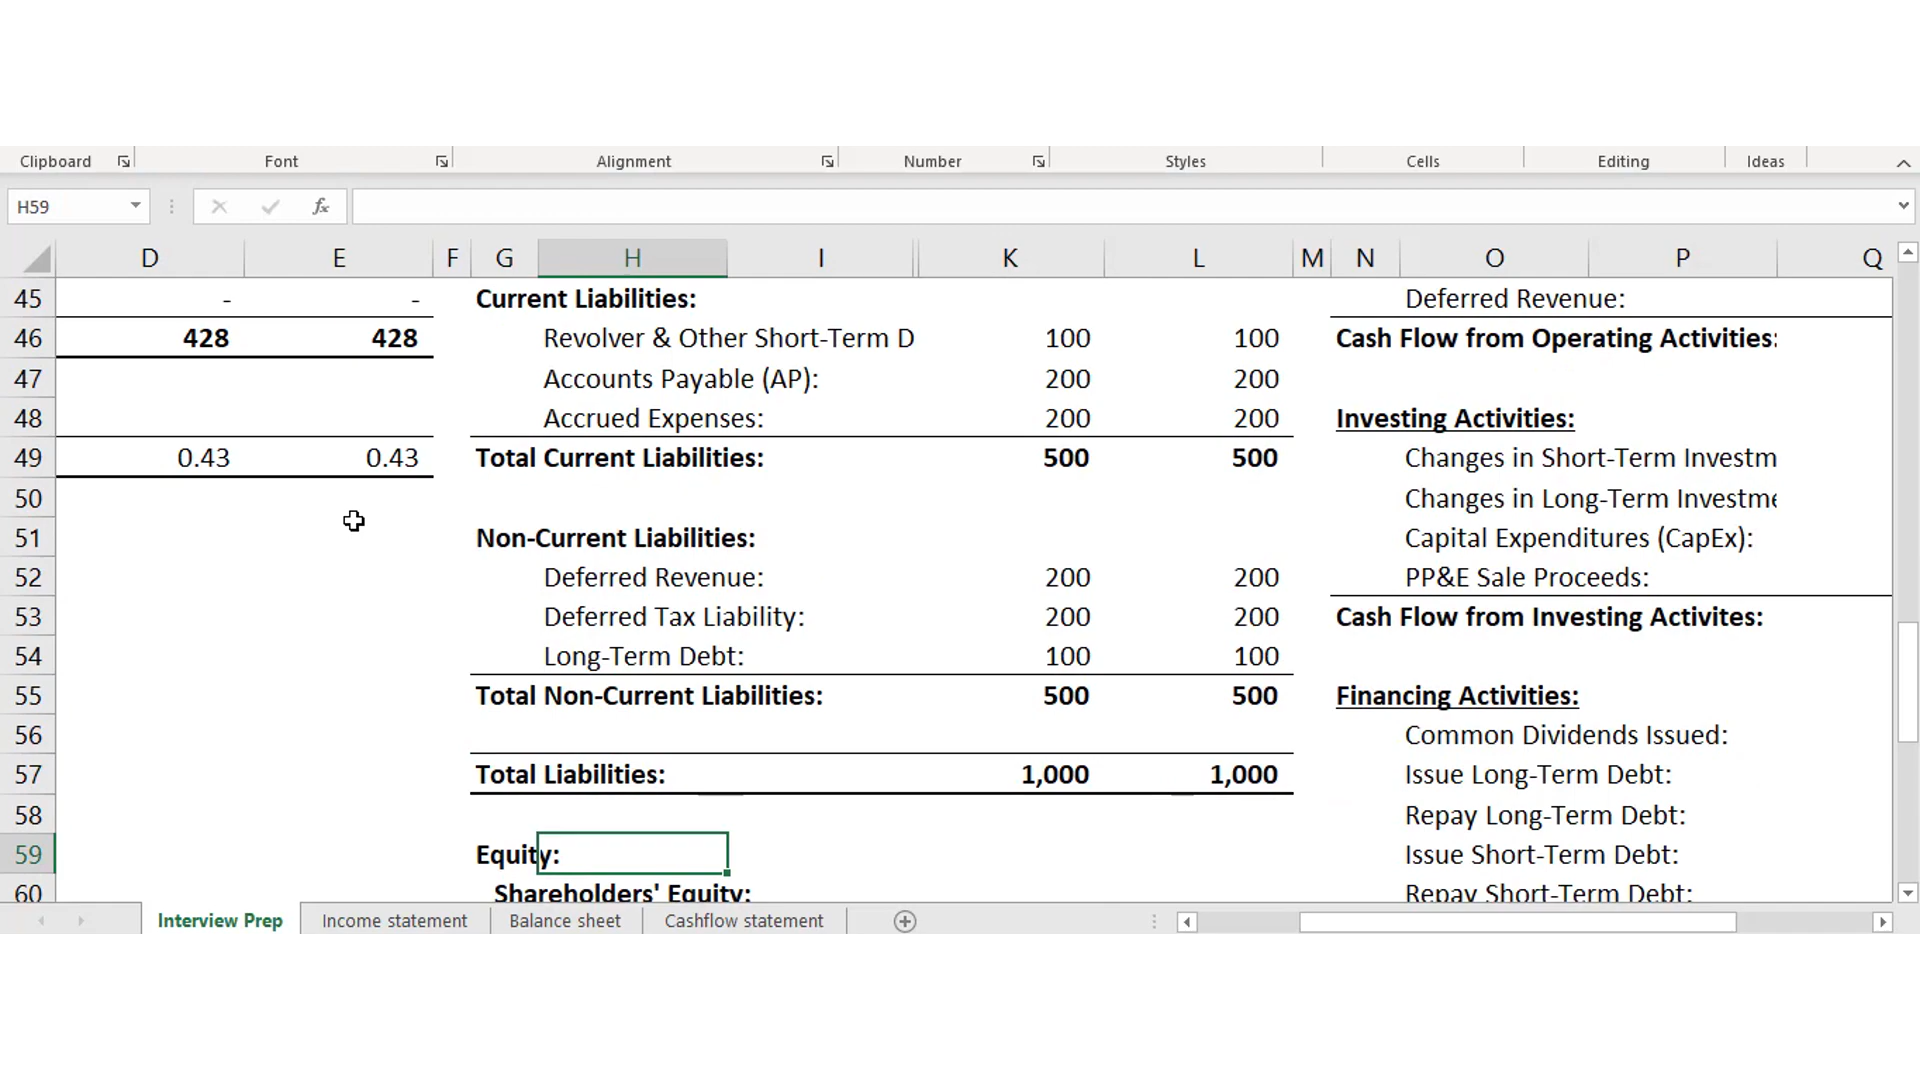 Clipboard Font Alignment Number Styles Cells Editing Ideas
H59 fx
D E F G H I K L M N O P Q
45 - - Current Liabilities: Deferred Revenue:
46 428 428 Revolver & Other Short-Term D 100 100 Cash Flow from Operating Activities:
47 Accounts Payable (AP): 200 200
48 Accrued Expenses: 200 200 Investing Activities:
49 0.43 0.43 Total Current Liabilities: 500 500 Changes in Short-Term Investm
50 Changes in Long-Term Investme
51 Non-Current Liabilities: Capital Expenditures (CapEx):
52 Deferred Revenue: 200 200 PP&E Sale Proceeds:
53 Deferred Tax Liability: 200 200 Cash Flow from Investing Activites:
54 Long-Term Debt: 100 100
55 Total Non-Current Liabilities: 500 500 Financing Activities:
56 Common Dividends Issued:
57 Total Liabilities: 1,000 1,000 Issue Long-Term Debt:
58 Repay Long-Term Debt:
59 Equity: Issue Short-Term Debt:
60 Shareholders' Equity: Repay Short-Term Debt:
Interview Prep Income statement Balance sheet Cashflow statement